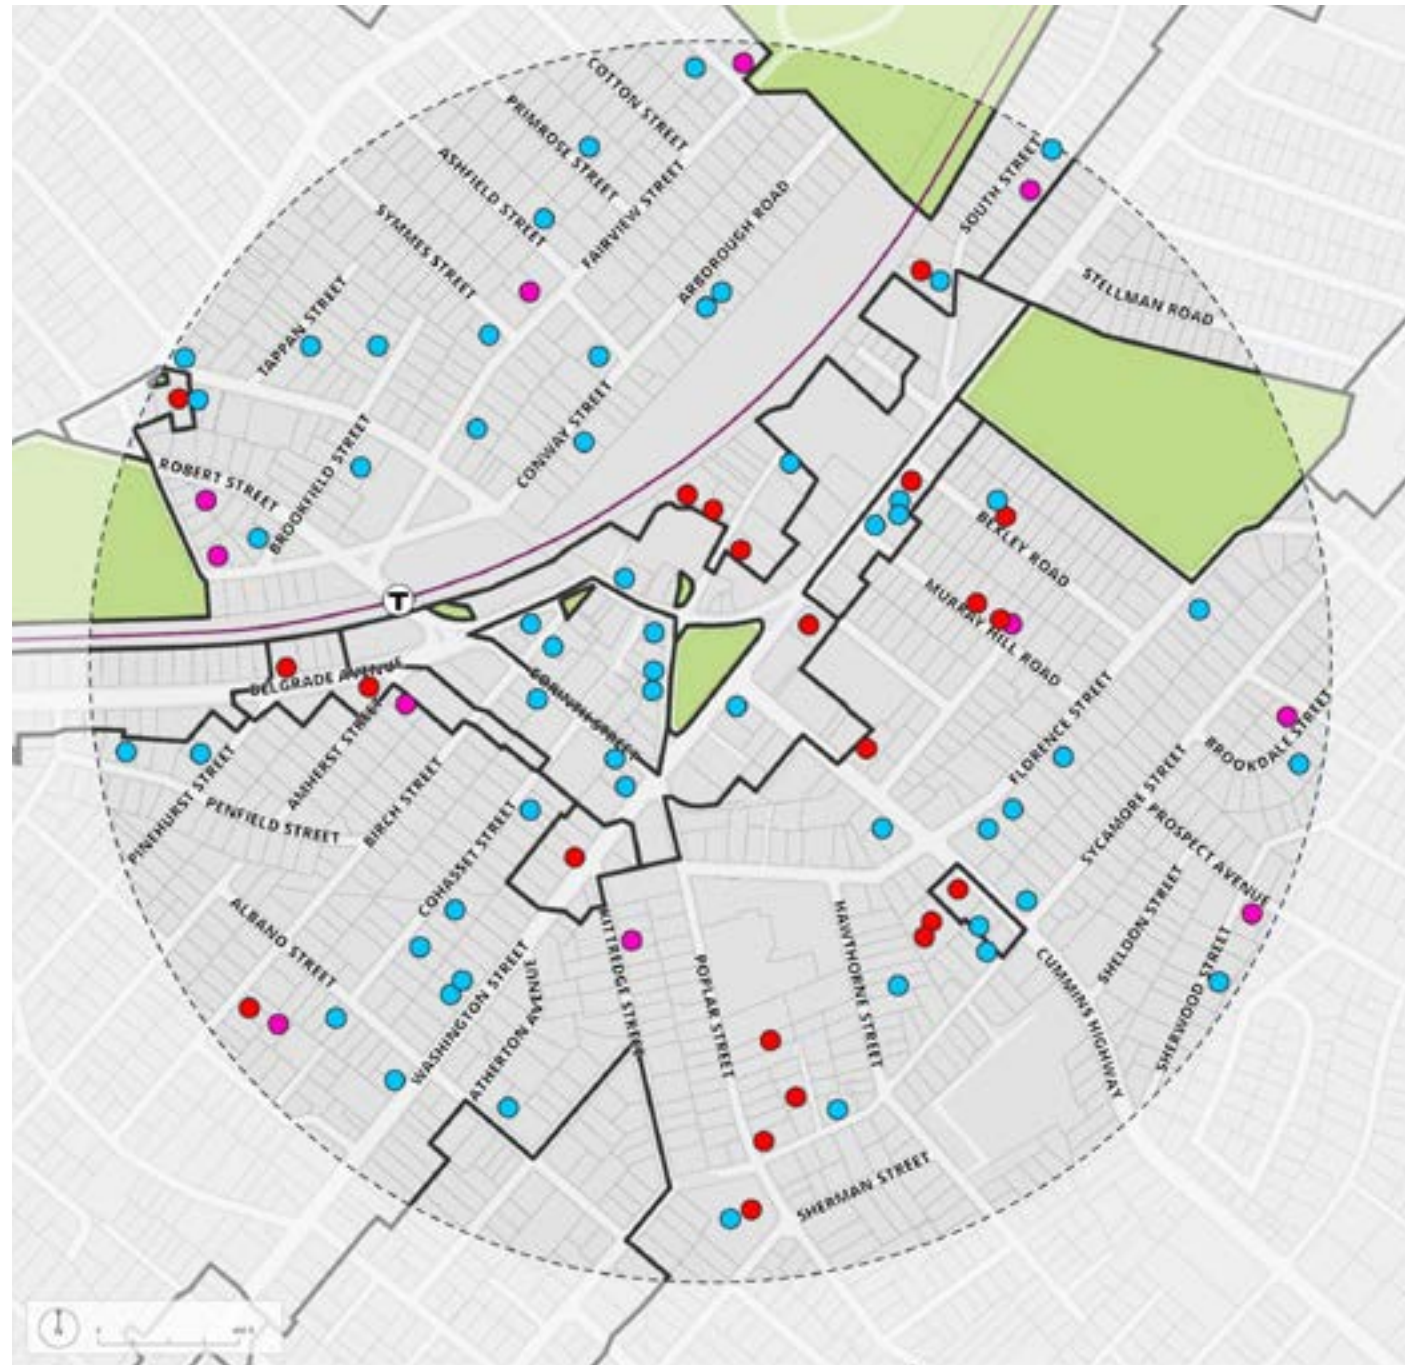 COTTON STREET
PRIMROSE STREET
ASHFIELD STREET
SYMMES STREET
FAIRVIEW STREET
ARBOROUGH ROAD
SOUTH STREET
STELLMAN ROAD
TAPPAN STREET
BROOKFIELD STREET
ROBERT STREET
CONWAY STREET
BEXLEY ROAD
MURRAY HILL ROAD
T
BELGRADE AVENUE
CORINTH STREET
AMHERST STREET
PINEHURST STREET
PENFIELD STREET
BIRCH STREET
COHASSET STREET
FLORENCE STREET
SYCAMORE STREET
BROOKDALE STREET
PROSPECT AVENUE
SHELDON STREET
SHERWOOD STREET
CUMMINS HIGHWAY
HAWTHORNE STREET
POPLAR STREET
KITTREDGE STREET
ALBANO STREET
WASHINGTON STREET
ATHERTON AVENUE
SHERMAN STREET